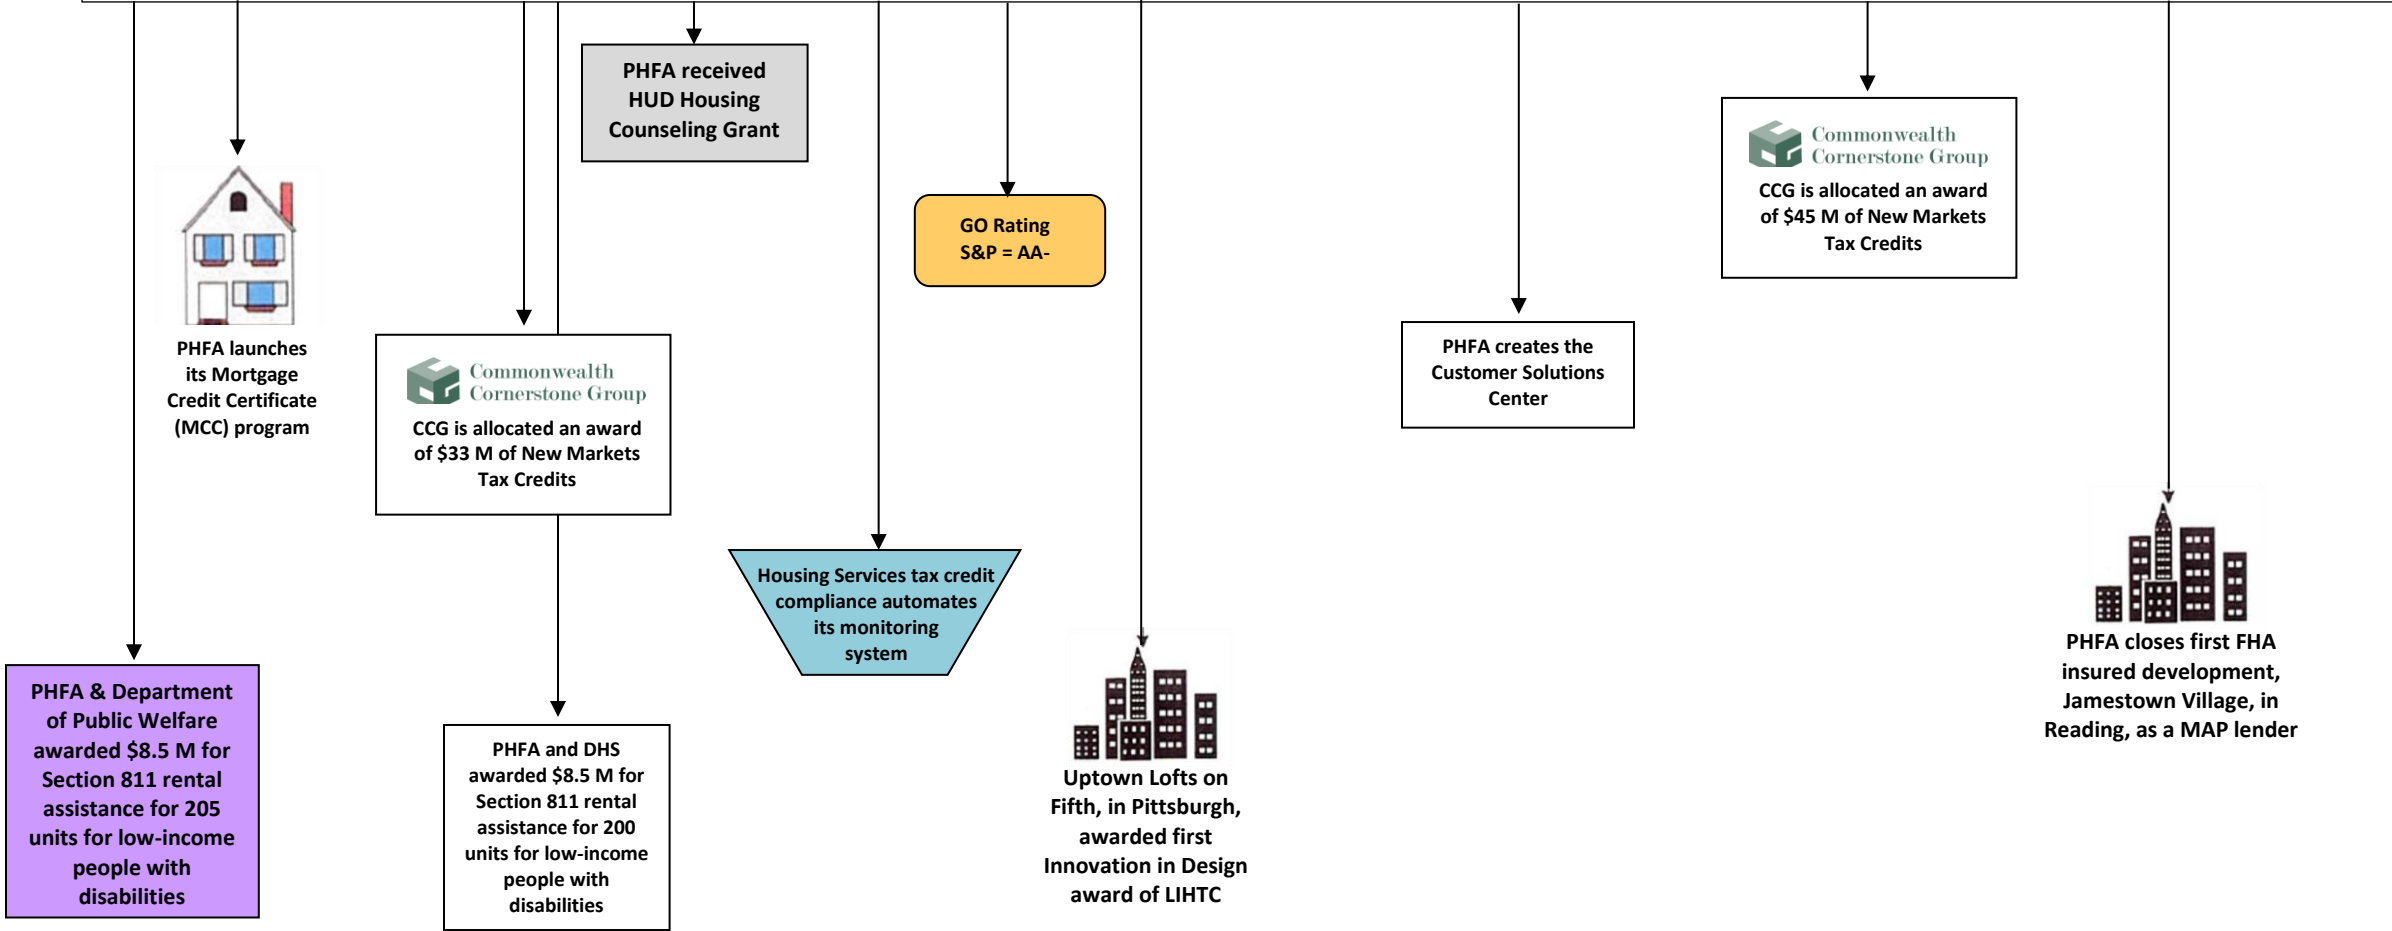 PHFA received
HUD Housing
Counseling Grant
Commonwealth
Cornerstone Group
CCG is allocated an award
of $45 M of New Markets
Tax Credits
GO Rating
S&P = AA-
PHFA launches
its Mortgage
Credit Certificate
(MCC) program
Commonwealth
Cornerstone Group
CCG is allocated an award
of $33 M of New Markets
Tax Credits
PHFA creates the
Customer Solutions
Center
Housing Services tax credit
compliance automates
its monitoring
system
PHFA closes first FHA
insured development,
Jamestown Village, in
Reading, as a MAP lender
PHFA & Department
of Public Welfare
awarded $8.5 M for
Section 811 rental
assistance for 205
units for low-income
people with
disabilities
PHFA and DHS
awarded $8.5 M for
Section 811 rental
assistance for 200
units for low-income
people with
disabilities
Uptown Lofts on
Fifth, in Pittsburgh,
awarded first
Innovation in Design
award of LIHTC